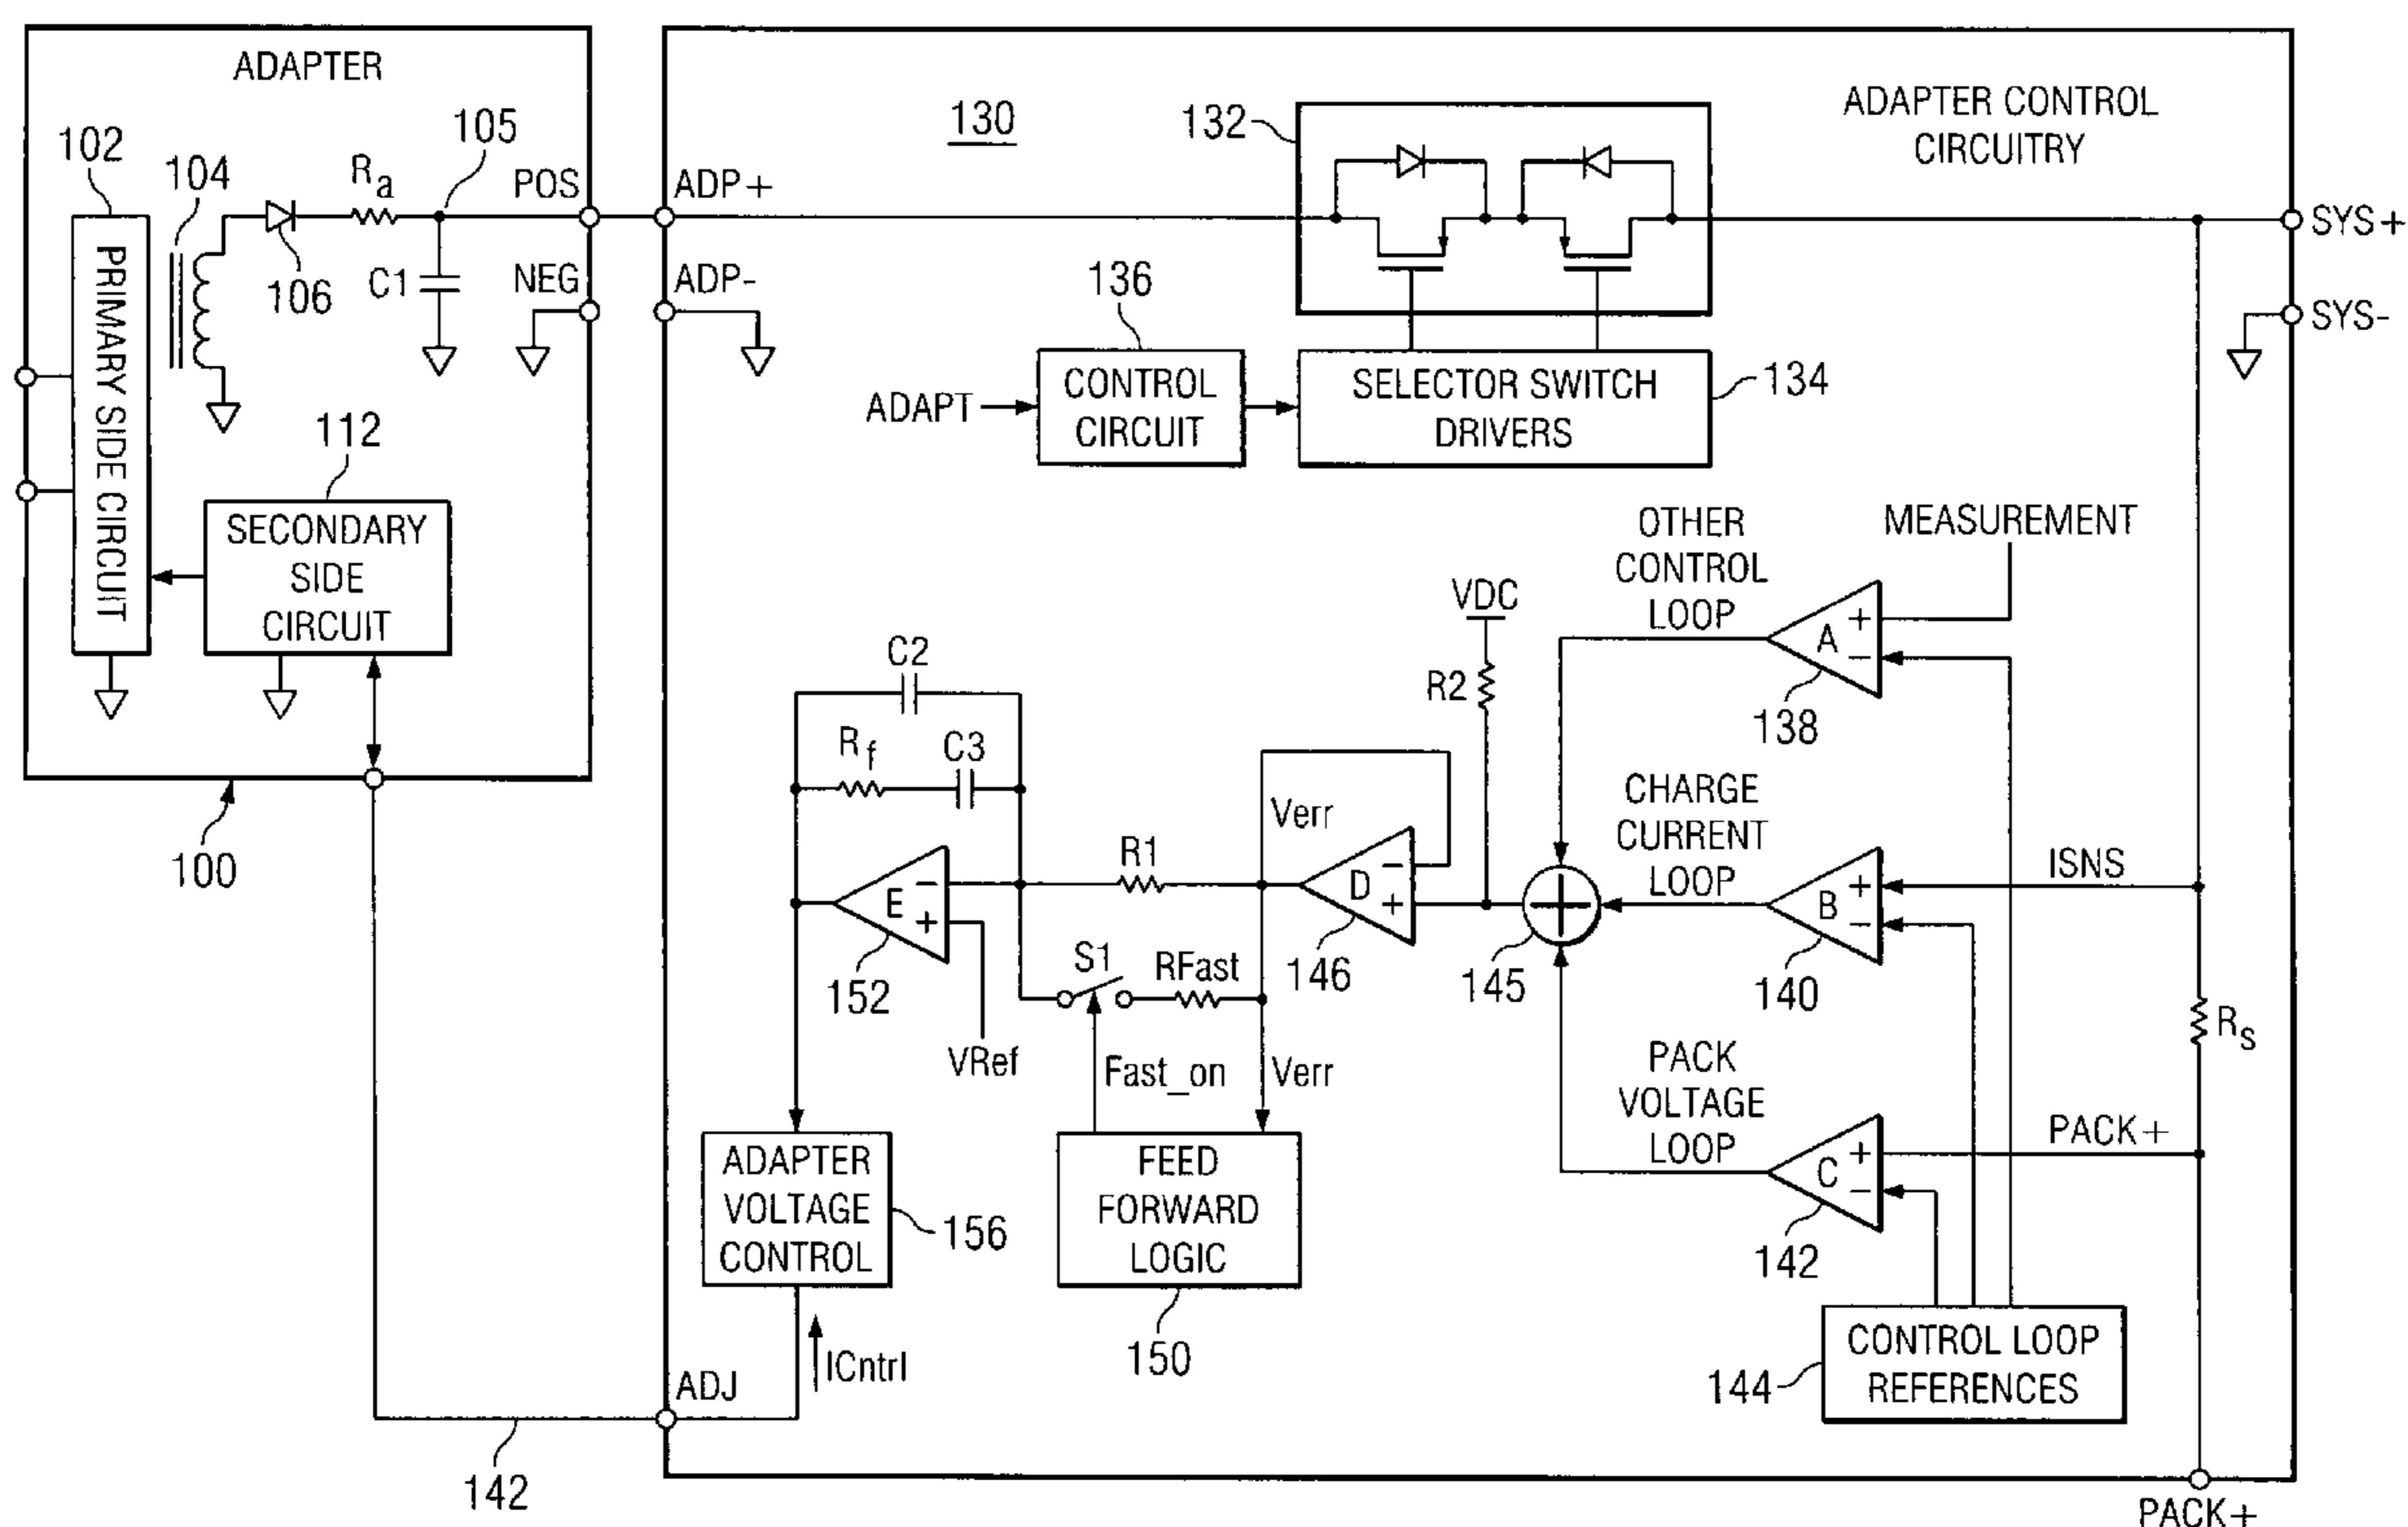 ADAPTER
102
104
Ra
105
POS
NEG
106
C1
PRIMARY SIDE CIRCUIT
112
SECONDARY
SIDE
CIRCUIT
100
142
ADP+
ADP-
130
132
ADAPTER CONTROL
CIRCUITRY
SYS+
SYS-
136
ADAPT
CONTROL
CIRCUIT
SELECTOR SWITCH
DRIVERS
134
OTHER
CONTROL
LOOP
MEASUREMENT
A
+
-
138
VDC
R2
C2
Rf
C3
R1
Verr
D
-
+
146
E
-
+
152
VRef
S1
RFast
Fast_on
Verr
145
+
CHARGE
CURRENT
LOOP
B
+
-
140
ISNS
Rs
PACK
VOLTAGE
LOOP
C
+
-
142
PACK+
ADAPTER
VOLTAGE
CONTROL
156
FEED
FORWARD
LOGIC
150
ICntrl
ADJ
144
CONTROL LOOP
REFERENCES
PACK+